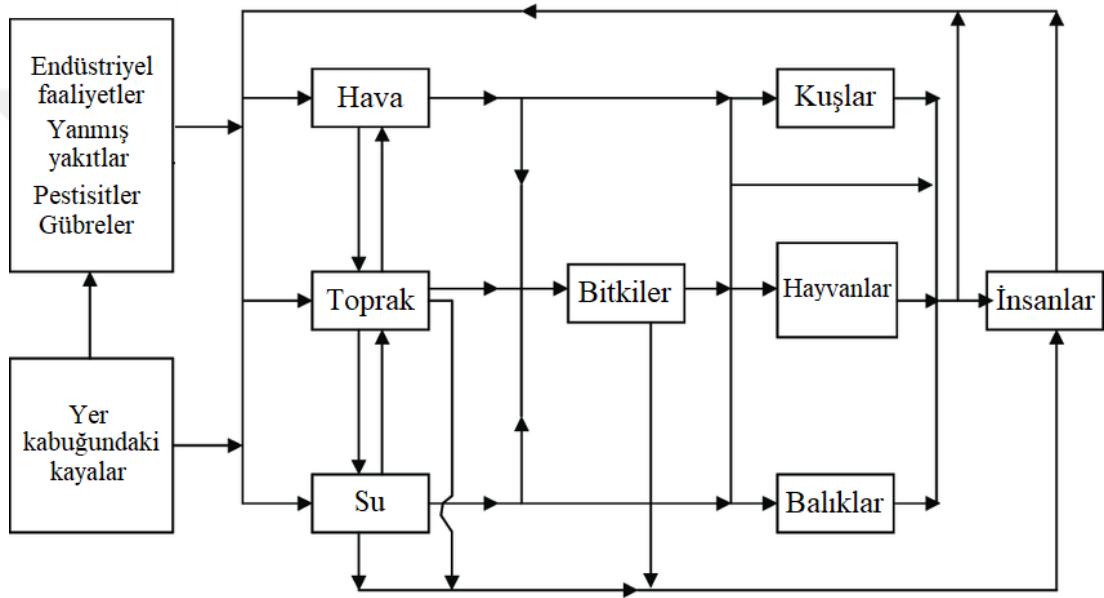 Endüstriyel
faaliyetler
Yanmış
yakıtlar
Pestisitler
Gübreler
Yer
kabuğundaki
kayalar
Hava
Toprak
Su
Bitkiler
Kuşlar
Hayvanlar
Balıklar
İnsanlar